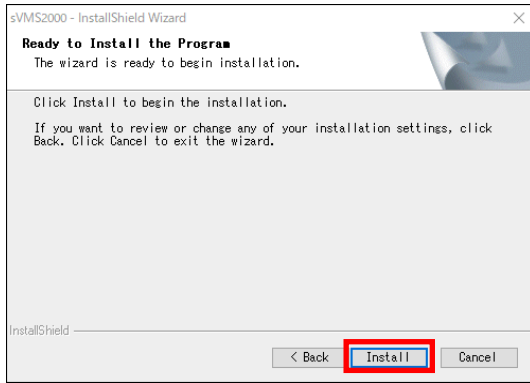 sVMS2000 - InstallShield Wizard
Ready to Install the Program
The wizard is ready to begin installation.
Click Install to begin the installation.
If you want to review or change any of your installation settings, click
Back. Click Cancel to exit the wizard.
InstallShield
< Back
Install
Cancel